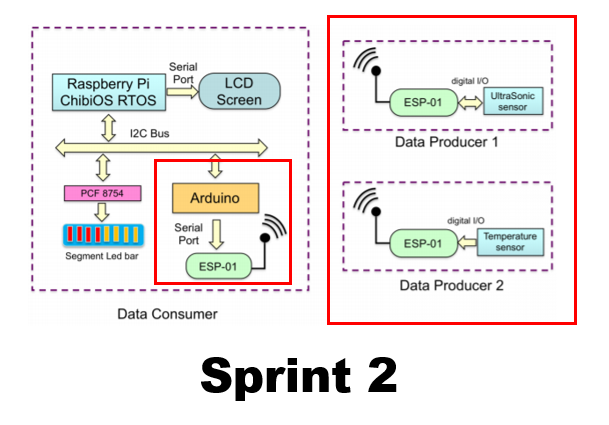 Raspberry Pi
ChibiOS RTOS
Serial
Port
LCD
Screen
I2C Bus
PCF 8754
Segment Led bar
Arduino
Serial
Port
ESP-01
Data Consumer
ESP-01
digital I/O
UltraSonic
sensor
Data Producer 1
ESP-01
digital I/O
Temperature
sensor
Data Producer 2
Sprint 2